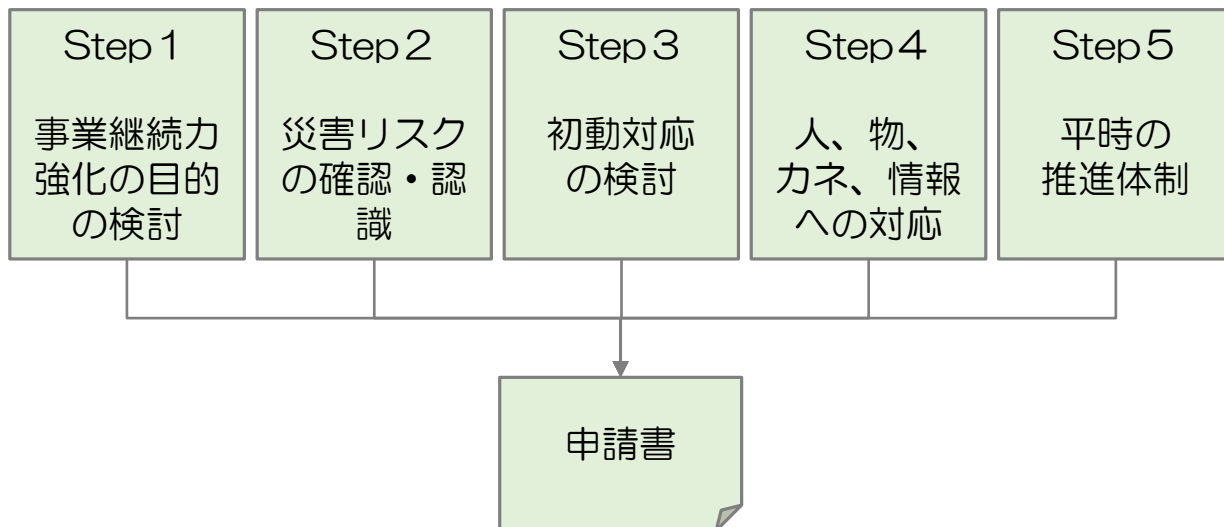 Step１
事業継続力
強化の目的
の検討
Step２
災害リスク
の確認・認
識
Step３
初動対応
の検討
Step４
人、物、
カネ、情報
への対応
Step５
平時の
推進体制
申請書